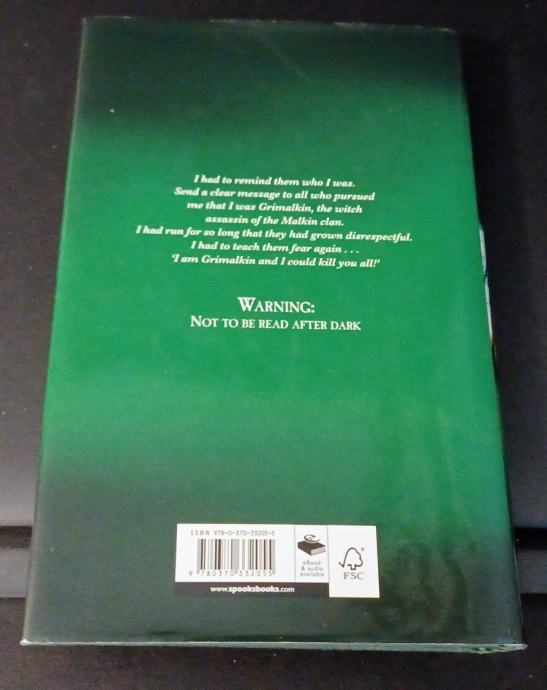 I had to remind them who I was.
Send a clear message to all who pursued
me that I was Grimalkin, the witch
assassin of the Malkin clan.
I had run for so long that they had grown disrespectful.
I had to teach them fear again . . .
'I am Grimalkin and I could kill you all!'
WARNING:
NOT TO BE READ AFTER DARK
ISBN 978-0-370-33205-5
9 780370 332055
eBook
& audio
available
FSC
www.spooksbooks.com